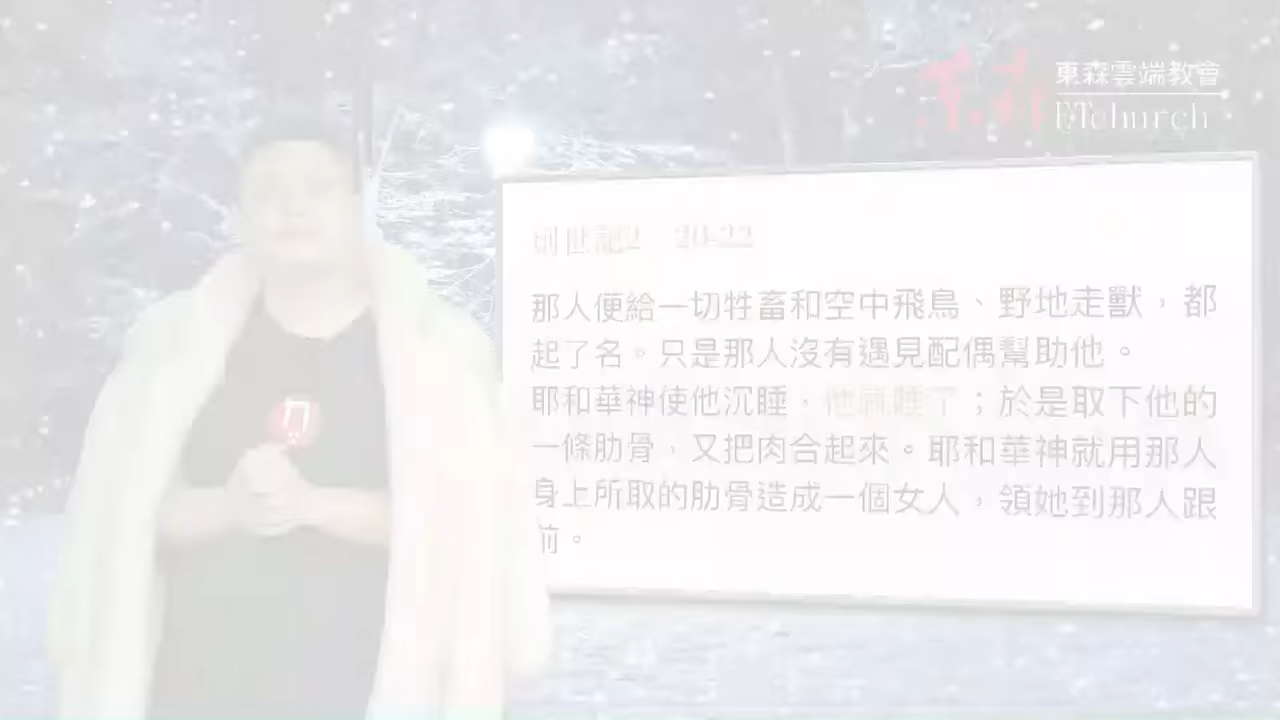 東森雲端教會
ETchurch
創世記2 20-22
那人便給一切牲畜和空中飛鳥、野地走獸,都
起了名。只是那人沒有遇見配偶幫助他。
耶和華神使他沉睡,他就睡了;於是取下他的
一條肋骨,又把肉合起來。耶和華神就用那人
身上所取的肋骨造成一個女人,領她到那人跟
前。